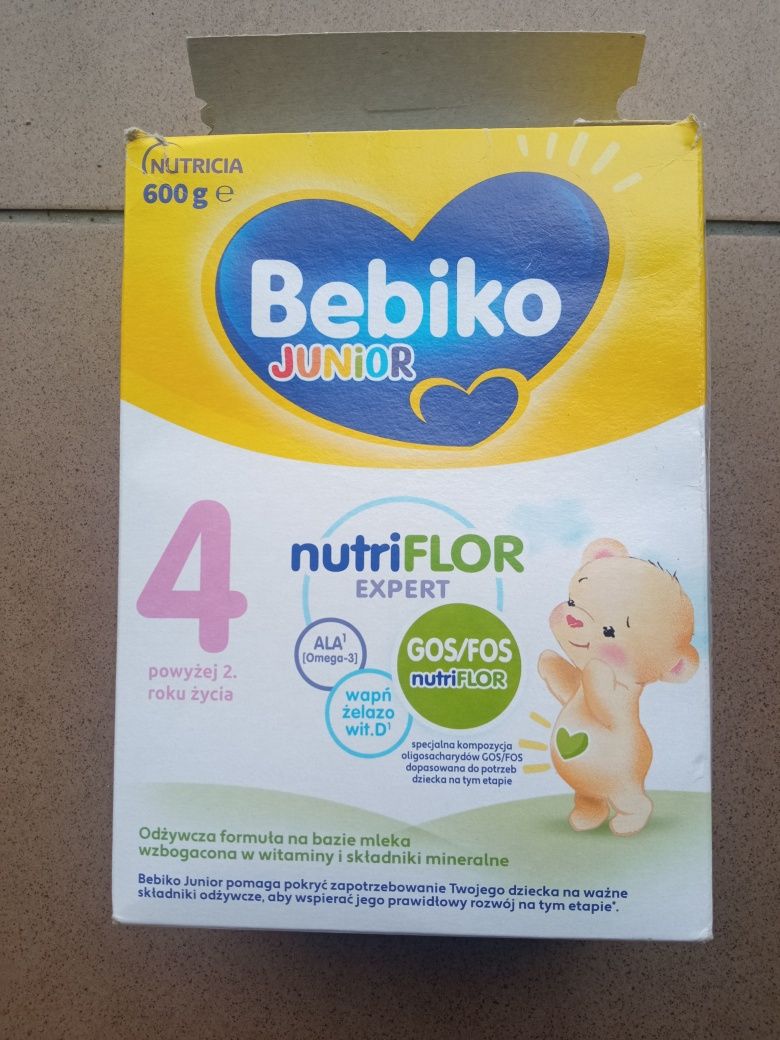 NUTRICIA
600 g ℮
Bebiko
JUNiOR
4
powyżej 2.
roku życia
nutriFLOR
EXPERT
ALA¹
[Omega-3]
wapń
żelazo
wit.D¹
GOS/FOS
nutriFLOR
specjalna kompozycja
oligosacharydów GOS/FOS
dopasowana do potrzeb
dziecka na tym etapie
Odżywcza formuła na bazie mleka
wzbogacona w witaminy i składniki mineralne
Bebiko Junior pomaga pokryć zapotrzebowanie Twojego dziecka na ważne
składniki odżywcze, aby wspierać jego prawidłowy rozwój na tym etapie*.